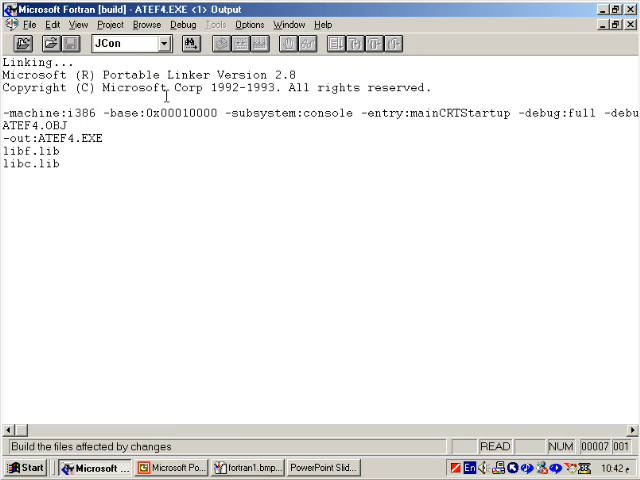 Microsoft Fortran [build] - ATEF4.EXE <1> Output
File Edit View Project Browse Debug Tools Options Window Help
JCon
Linking...
Microsoft (R) Portable Linker Version 2.8
Copyright (C) Microsoft Corp 1992-1993. All rights reserved.
-machine:i386 -base:0x00010000 -subsystem:console -entry:mainCRTStartup -debug:full -debu
ATEF4.OBJ
-out:ATEF4.EXE
libf.lib
libc.lib
Build the files affected by changes READ NUM 00007 001
Start Microsoft ... Microsoft Po... fortran1.bmp... PowerPoint Slid... En 10:42 م